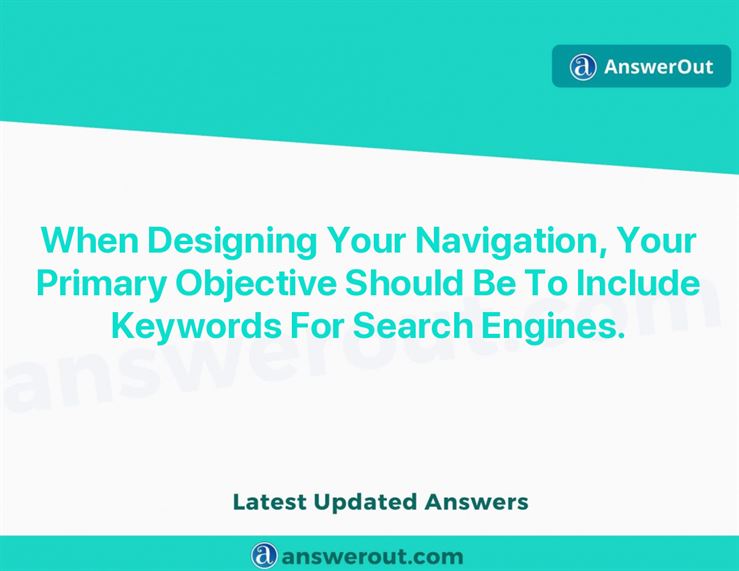 AnswerOut
When Designing Your Navigation, Your
Primary Objective Should Be To Include
Keywords For Search Engines.
answerout.com
Latest Updated Answers
answerout.com